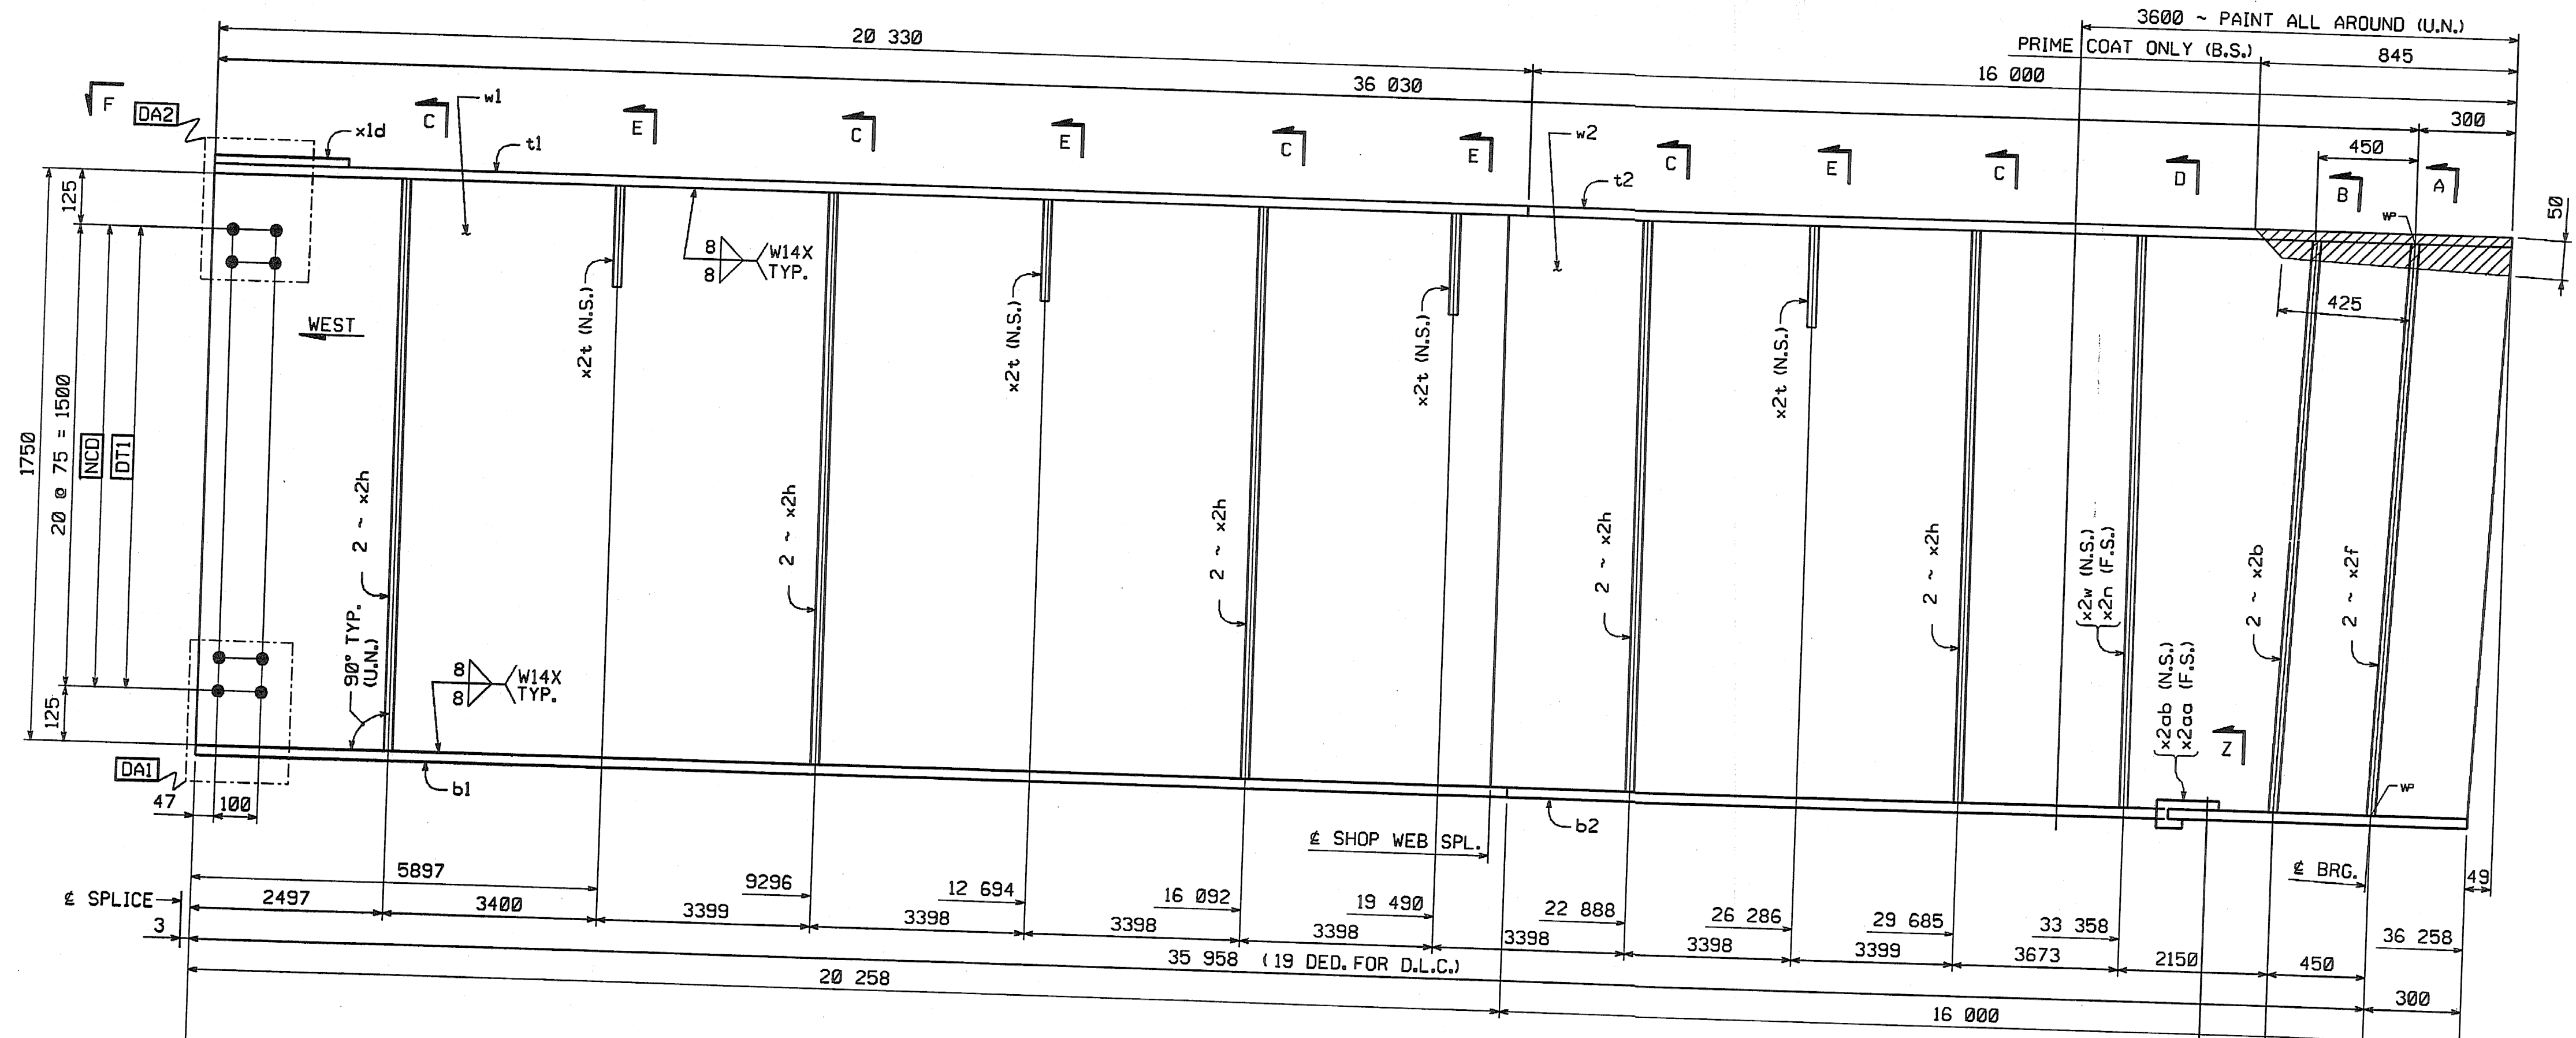 3600 ~ PAINT ALL AROUND (U.N.)
20 330
PRIME COAT ONLY (B.S.)
845
36 030
16 000
300
F
DA2
x1d
C
w1
E
t1
C
E
C
E
w2
C
t2
E
C
D
450
B
A
WP
50
125
8
8
W14X
TYP.
WEST
x2t (N.S.)
x2t (N.S.)
x2t (N.S.)
x2t (N.S.)
425
1750
20 @ 75 = 1500
NCD
DT1
2 ~ x2h
2 ~ x2h
2 ~ x2h
2 ~ x2h
2 ~ x2h
x2w (N.S.)
x2n (F.S.)
2 ~ x2b
2 ~ x2f
90° TYP.
(U.N.)
8
8
W14X
TYP.
x2ab (N.S.)
x2aa (F.S.)
Z
125
DA1
b1
WP
47
100
b2
℄ SHOP WEB SPL.
℄ BRG.
49
℄ SPLICE
5897
9296
12 694
16 092
19 490
22 888
26 286
29 685
33 358
36 258
2497
3400
3399
3398
3398
3398
3398
3398
3399
3673
2150
450
3
35 958 (19 DED. FOR D.L.C.)
300
20 258
16 000